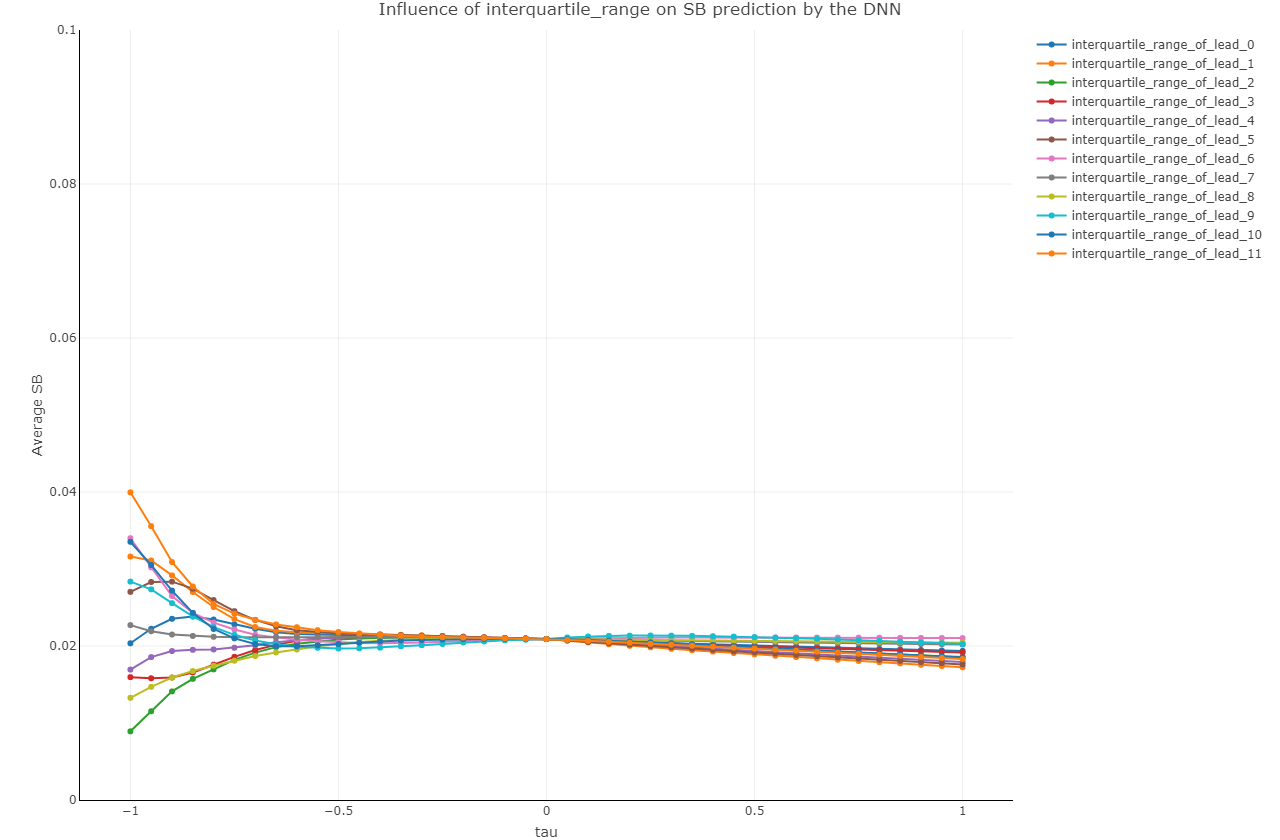 Influence of interquartile_range on SB prediction by the DNN
0.1
0.08
0.06
0.04
0.02
0
Average SB
−1
−0.5
0
0.5
1
tau
interquartile_range_of_lead_0
interquartile_range_of_lead_1
interquartile_range_of_lead_2
interquartile_range_of_lead_3
interquartile_range_of_lead_4
interquartile_range_of_lead_5
interquartile_range_of_lead_6
interquartile_range_of_lead_7
interquartile_range_of_lead_8
interquartile_range_of_lead_9
interquartile_range_of_lead_10
interquartile_range_of_lead_11